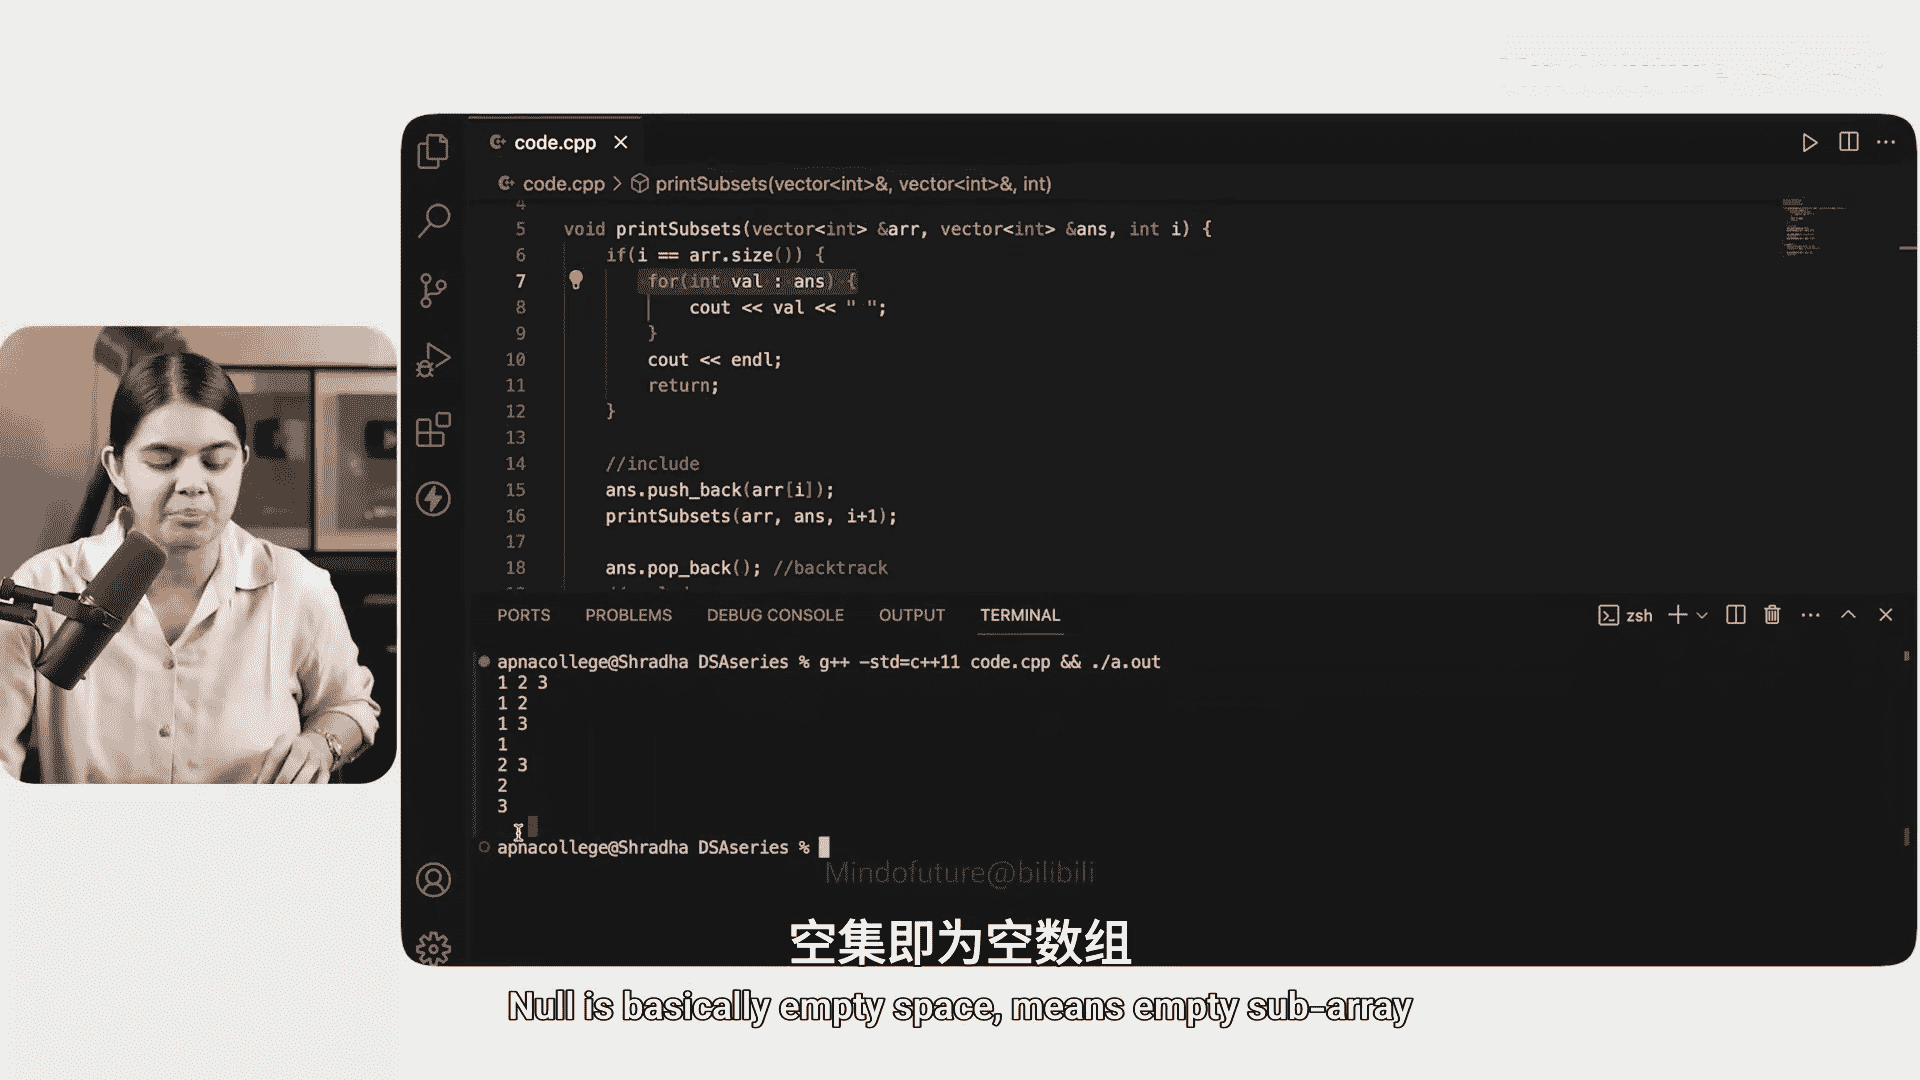 code.cpp
code.cpp > printSubsets(vector<int>&, vector<int>&, int)
4
5 void printSubsets(vector<int> &arr, vector<int> &ans, int i) {
6 if(i == arr.size()) {
7 for(int val : ans) {
8 cout << val << " ";
9 }
10 cout << endl;
11 return;
12 }
13
14 //include
15 ans.push_back(arr[i]);
16 printSubsets(arr, ans, i+1);
17
18 ans.pop_back(); //backtrack
PORTS PROBLEMS DEBUG CONSOLE OUTPUT TERMINAL zsh
apnacollege@Shradha DSAseries % g++ -std=c++11 code.cpp && ./a.out
1 2 3
1 2
1 3
1
2 3
2
3
apnacollege@Shradha DSAseries %
Mindofuture@bilibili
空集即为空数组
Null is basically empty space, means empty sub-array